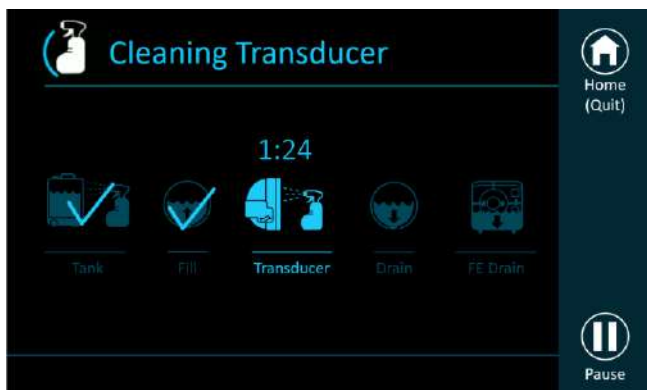 Cleaning Transducer
Home
(Quit)
1:24
Tank
Fill
Transducer
Drain
FE Drain
Pause